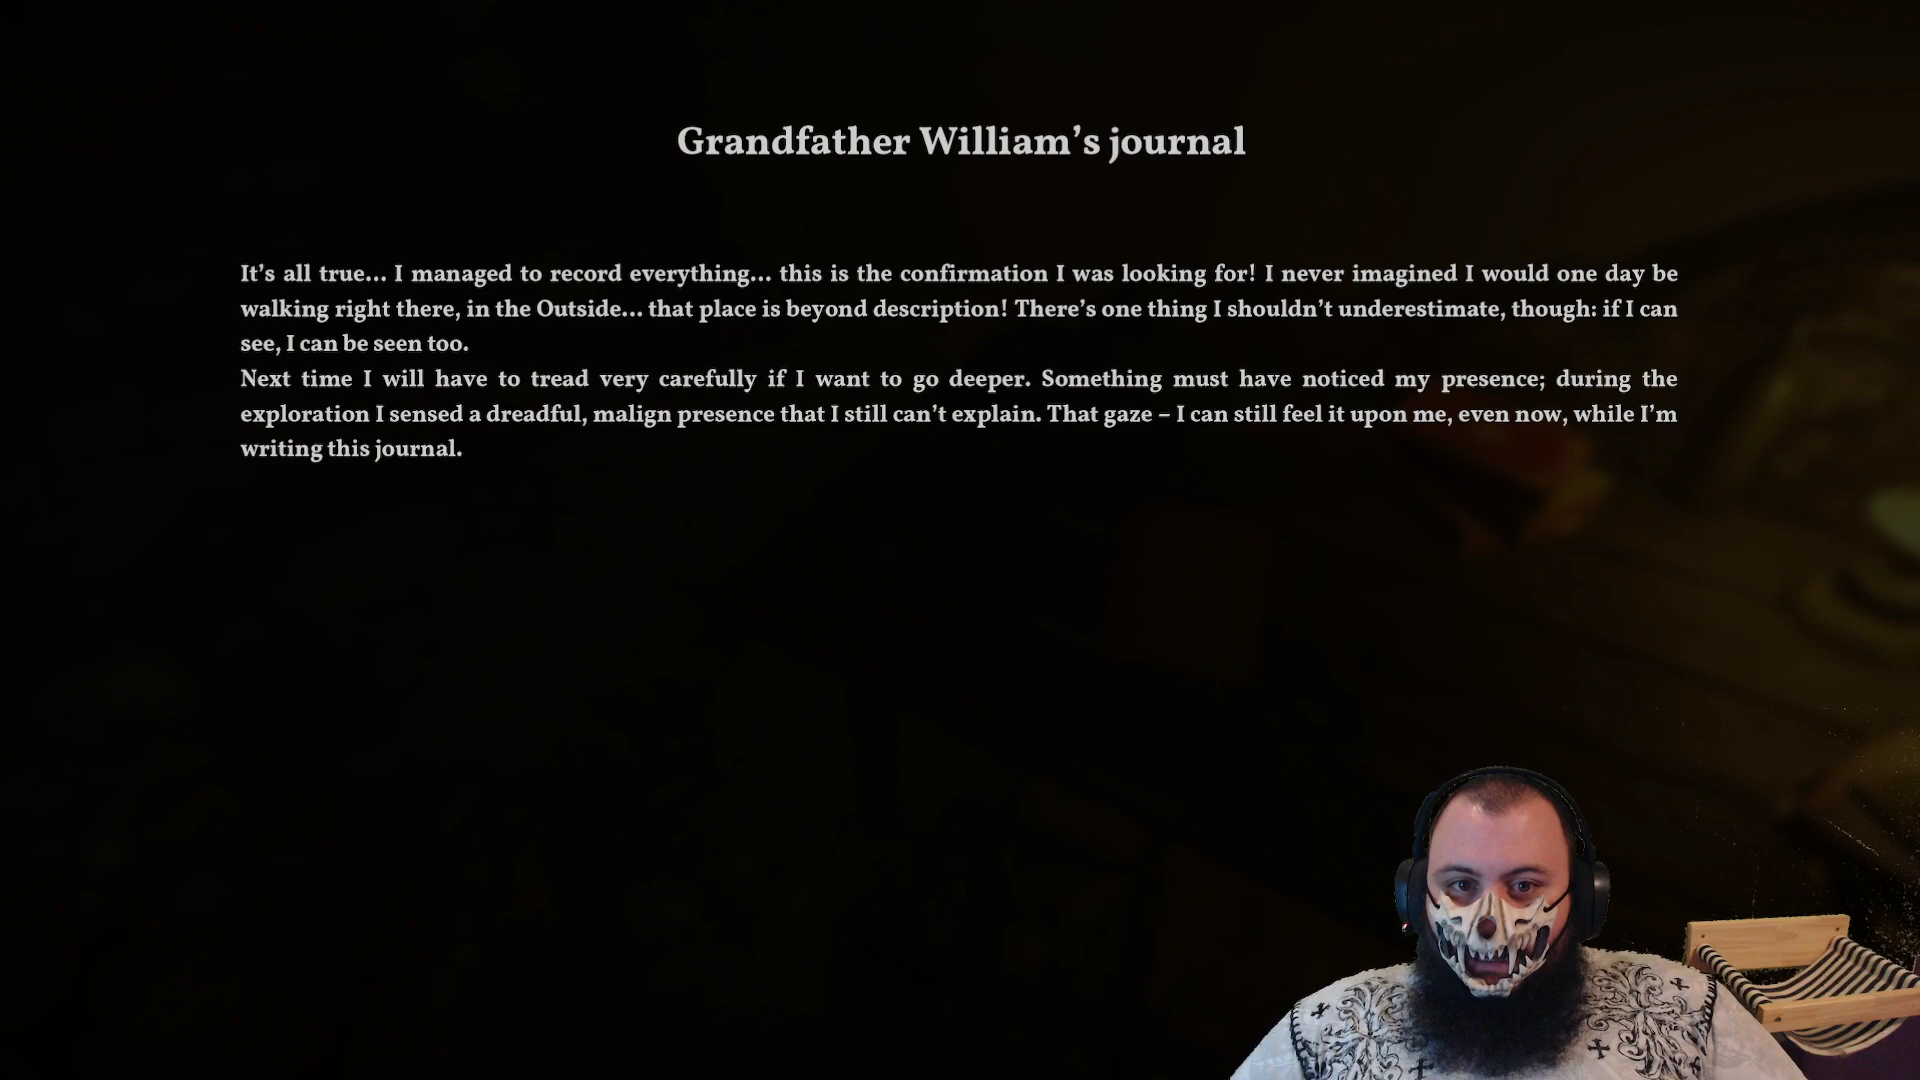 Grandfather William’s journal
It’s all true... I managed to record everything... this is the confirmation I was looking for! I never imagined I would one day be
walking right there, in the Outside... that place is beyond description! There’s one thing I shouldn’t underestimate, though: if I can
see, I can be seen too.
Next time I will have to tread very carefully if I want to go deeper. Something must have noticed my presence; during the
exploration I sensed a dreadful, malign presence that I still can’t explain. That gaze – I can still feel it upon me, even now, while I’m
writing this journal.